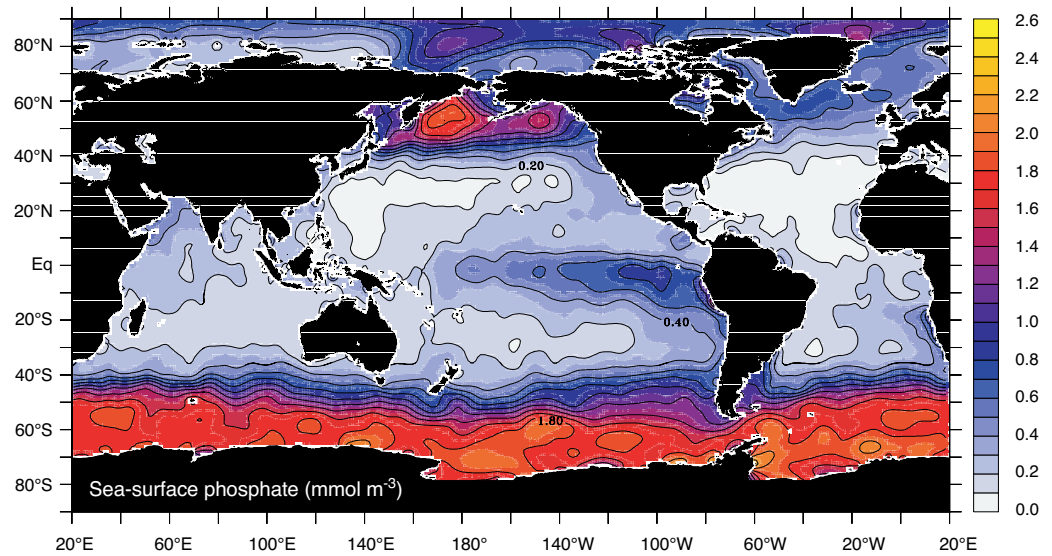 80°N
60°N
40°N
20°N
Eq
20°S
40°S
60°S
80°S
0.20
0.40
1.80
Sea-surface phosphate (mmol m⁻³)
20°E 60°E 100°E 140°E 180° 140°W 100°W 60°W 20°W 20°E
2.6
2.4
2.2
2.0
1.8
1.6
1.4
1.2
1.0
0.8
0.6
0.4
0.2
0.0